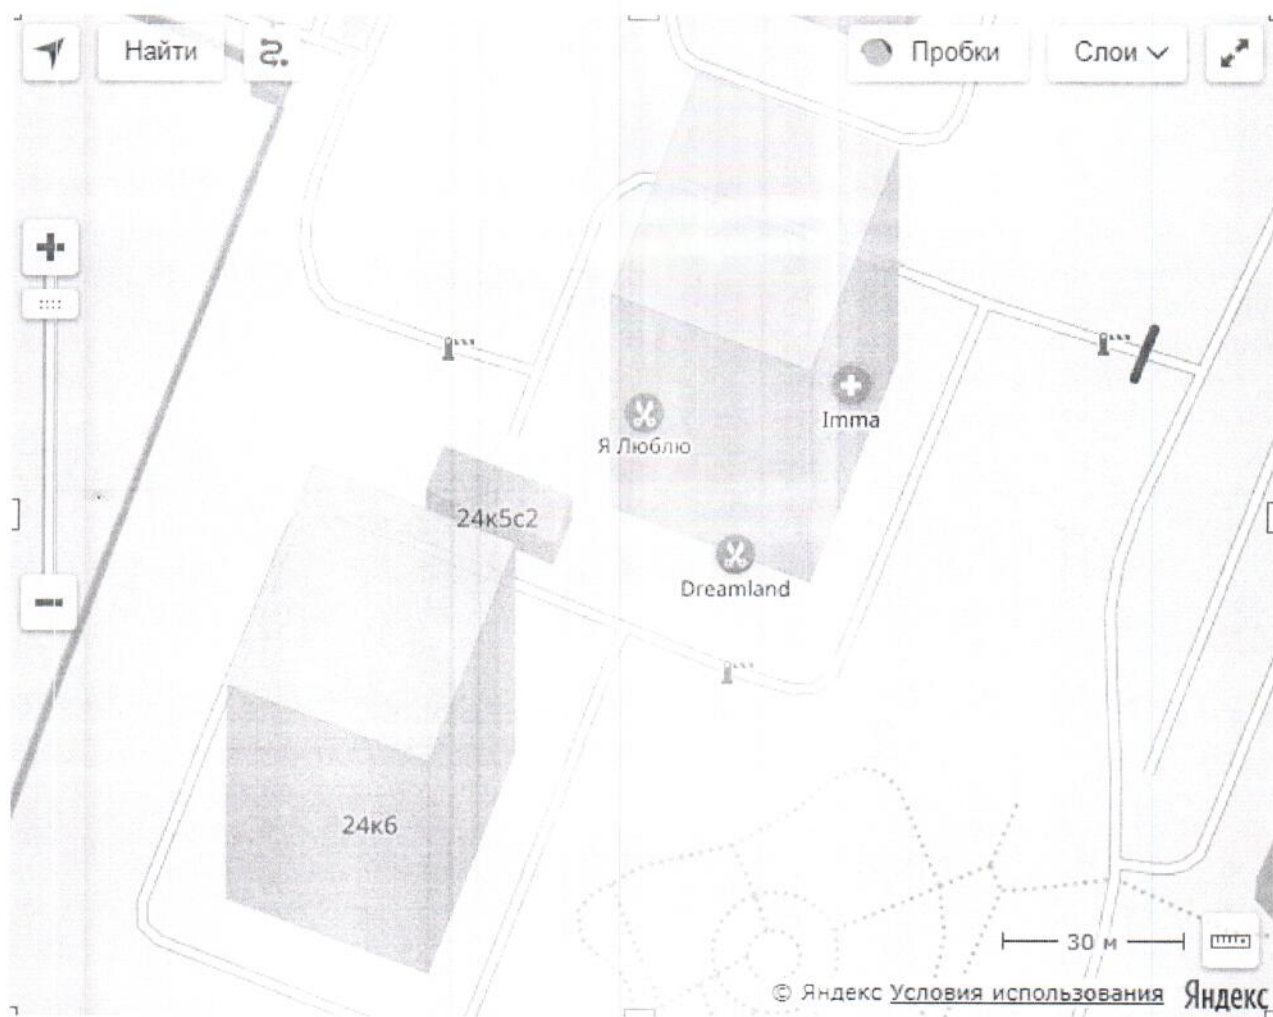 Найти
Пробки
Слои
Imma
Я Люблю
24к5с2
Dreamland
24к6
30 м
© Яндекс Условия использования Яндекс